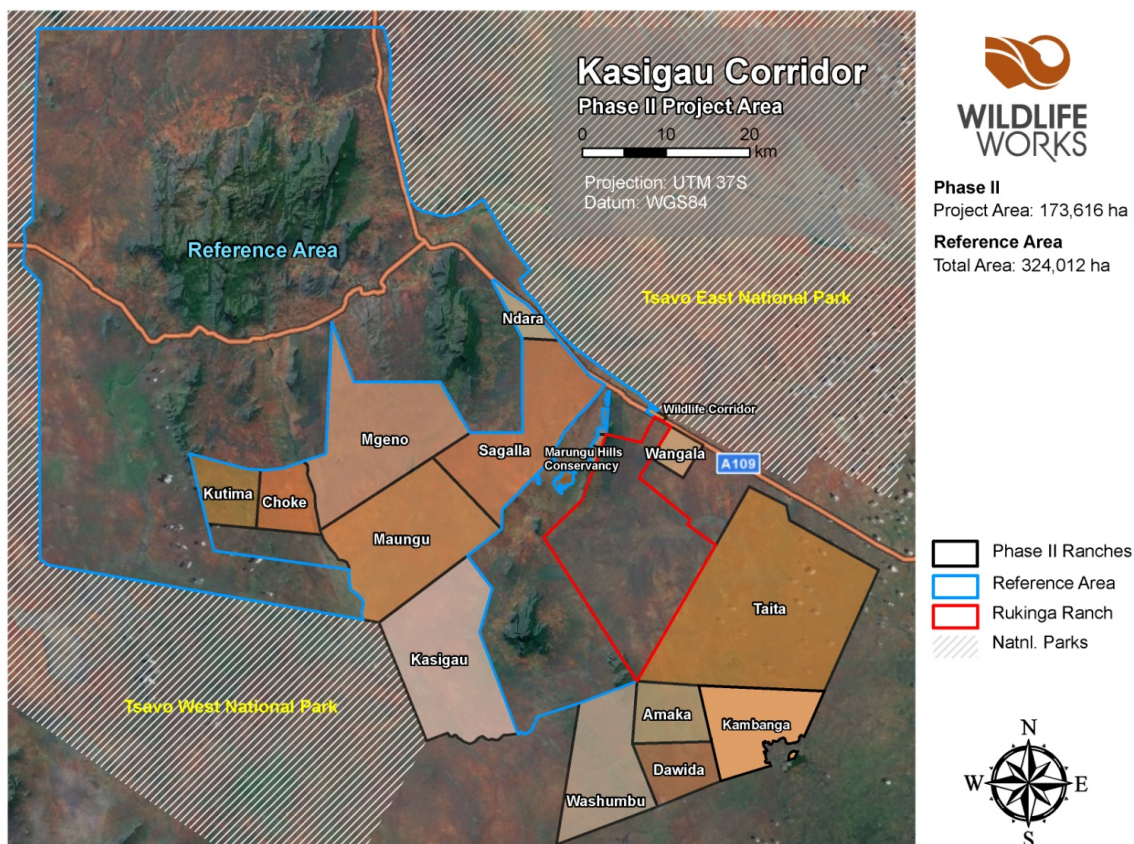 Kasigau Corridor
Phase II Project Area
0 10 20
km
Projection: UTM 37S
Datum: WGS84
WILDLIFE
WORKS
Phase II
Project Area: 173,616 ha
Reference Area
Total Area: 324,012 ha
Reference Area
Tsavo East National Park
Ndara
Wildlife Corridor
Mgeno
Sagalla
Marungu Hills
Conservancy
Wangala
A109
Kutima
Choke
Maungu
Taita
Kasigau
Tsavo West National Park
Amaka
Kambanga
Dawida
Washumbu
Phase II Ranches
Reference Area
Rukinga Ranch
Natnl. Parks
N
W E
S